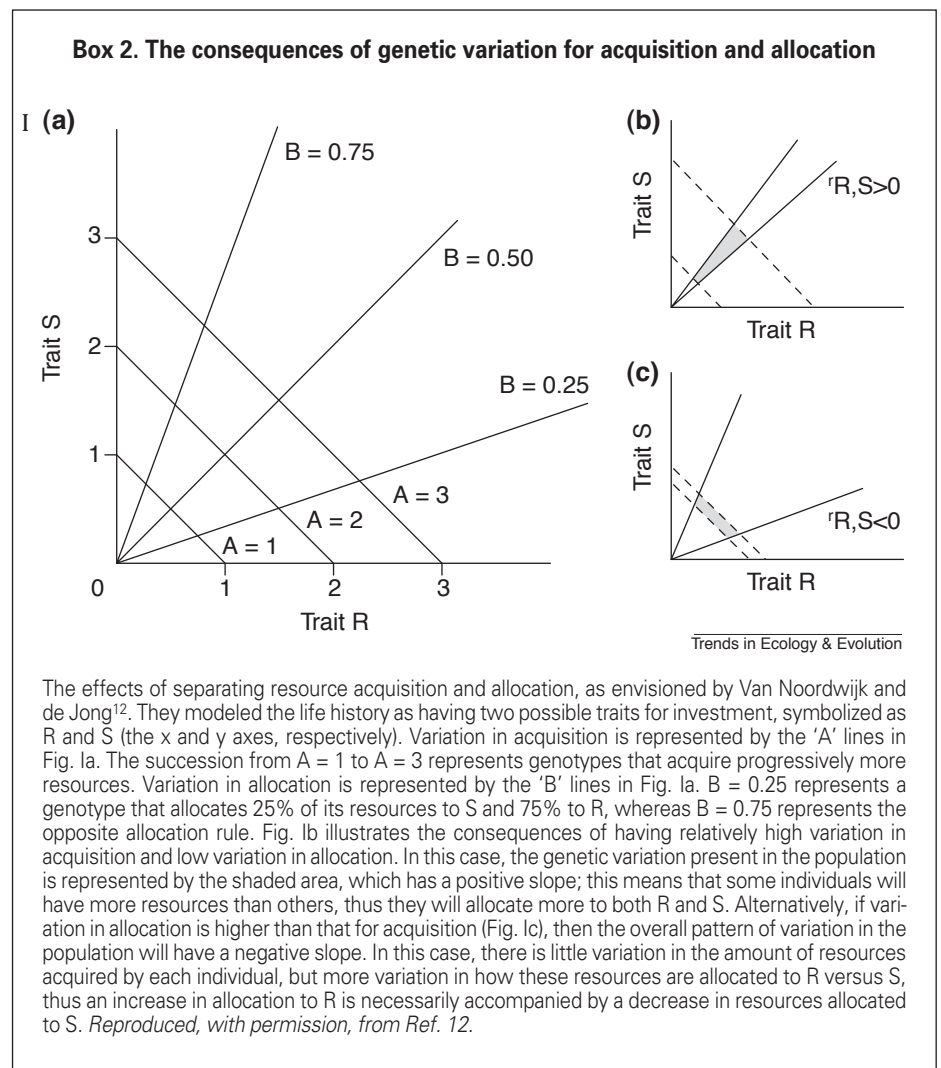 Box 2. The consequences of genetic variation for acquisition and allocation
I (a)
B = 0.75
B = 0.50
B = 0.25
A = 3
A = 2
A = 1
3
2
1
0
1
2
3
Trait S
Trait R
(b)
Trait S
rR,S>0
Trait R
(c)
Trait S
rR,S<0
Trait R
Trends in Ecology & Evolution
The effects of separating resource acquisition and allocation, as envisioned by Van Noordwijk and
de Jong12. They modeled the life history as having two possible traits for investment, symbolized as
R and S (the x and y axes, respectively). Variation in acquisition is represented by the ‘A’ lines in
Fig. Ia. The succession from A = 1 to A = 3 represents genotypes that acquire progressively more
resources. Variation in allocation is represented by the ‘B’ lines in Fig. Ia. B = 0.25 represents a
genotype that allocates 25% of its resources to S and 75% to R, whereas B = 0.75 represents the
opposite allocation rule. Fig. Ib illustrates the consequences of having relatively high variation in
acquisition and low variation in allocation. In this case, the genetic variation present in the population
is represented by the shaded area, which has a positive slope; this means that some individuals will
have more resources than others, thus they will allocate more to both R and S. Alternatively, if vari-
ation in allocation is higher than that for acquisition (Fig. Ic), then the overall pattern of variation in the
population will have a negative slope. In this case, there is little variation in the amount of resources
acquired by each individual, but more variation in how these resources are allocated to R versus S,
thus an increase in allocation to R is necessarily accompanied by a decrease in resources allocated
to S. Reproduced, with permission, from Ref. 12.